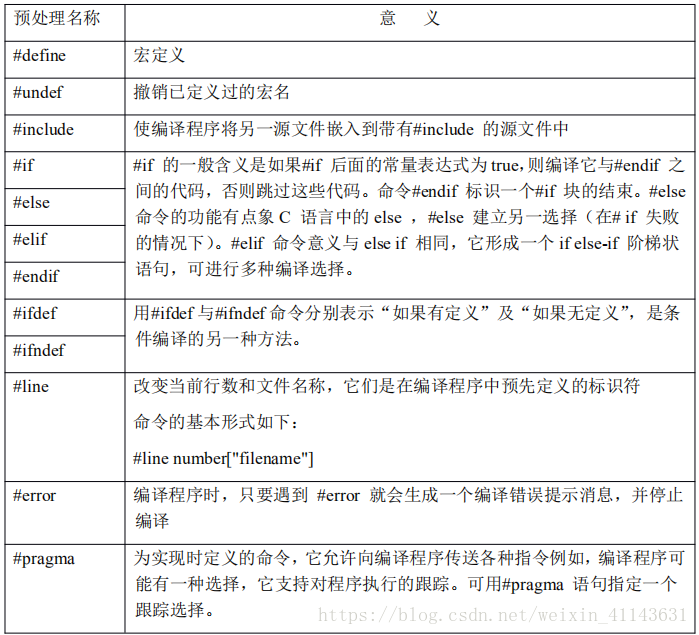 预处理名称 意 义
#define 宏定义
#undef 撤销已定义过的宏名
#include 使编译程序将另一源文件嵌入到带有#include 的源文件中
#if #if 的一般含义是如果#if 后面的常量表达式为 true,则编译它与#endif 之
间的代码，否则跳过这些代码。命令#endif 标识一个#if 块的结束。#else
#else 命令的功能有点象 C 语言中的 else ，#else 建立另一选择（在# if 失败
#elif 的情况下）。#elif 命令意义与 else if 相同，它形成一个 if else-if 阶梯状
#endif 语句，可进行多种编译选择。
#ifdef 用#ifdef 与#ifndef 命令分别表示“如果有定义”及“如果无定义”，是条
#ifndef 件编译的另一种方法。
#line 改变当前行数和文件名称，它们是在编译程序中预先定义的标识符
命令的基本形式如下：
#line number["filename"]
#error 编译程序时，只要遇到 #error 就会生成一个编译错误提示消息，并停止
编译
#pragma 为实现时定义的命令，它允许向编译程序传送各种指令例如，编译程序可
能有一种选择，它支持对程序执行的跟踪。可用#pragma 语句指定一个
跟踪选择。
https://blog.csdn.net/weixin_41143631